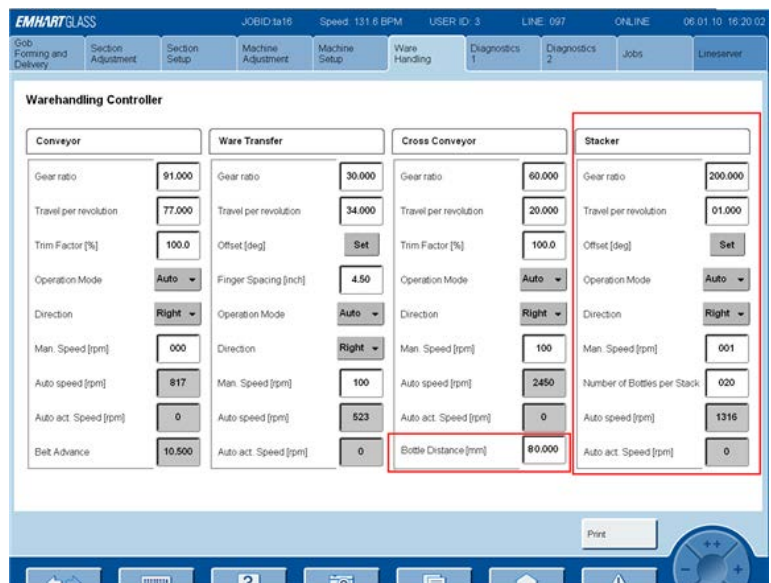 EMHART GLASS JOBID:ta16 Speed: 131.6 BPM USER ID: 3 LINE: 097 ONLINE 06.01.10 16:20:02
Gob Forming and Delivery
Section Adjustment
Section Setup
Machine Adjustment
Machine Setup
Ware Handling
Diagnostics 1
Diagnostics 2
Jobs
Lineserver
Warehandling Controller
Conveyor
Gear ratio 91.000
Travel per revolution 77.000
Trim Factor [%] 100.0
Operation Mode Auto
Direction Right
Man. Speed [rpm] 000
Auto speed [rpm] 817
Auto act. Speed [rpm] 0
Belt Advance 10.500
Ware Transfer
Gear ratio 30.000
Travel per revolution 34.000
Offset [deg] Set
Finger Spacing [inch] 4.50
Operation Mode Auto
Direction Right
Man. Speed [rpm] 100
Auto speed [rpm] 523
Auto act. Speed [rpm] 0
Cross Conveyor
Gear ratio 60.000
Travel per revolution 20.000
Trim Factor [%] 100.0
Operation Mode Auto
Direction Right
Man. Speed [rpm] 100
Auto speed [rpm] 2450
Auto act. Speed [rpm] 0
Bottle Distance [mm] 80.000
Stacker
Gear ratio 200.000
Travel per revolution 01.000
Offset [deg] Set
Operation Mode Auto
Direction Right
Man. Speed [rpm] 001
Number of Bottles per Stack 020
Auto speed [rpm] 1316
Auto act. Speed [rpm] 0
Print
++
- +
?